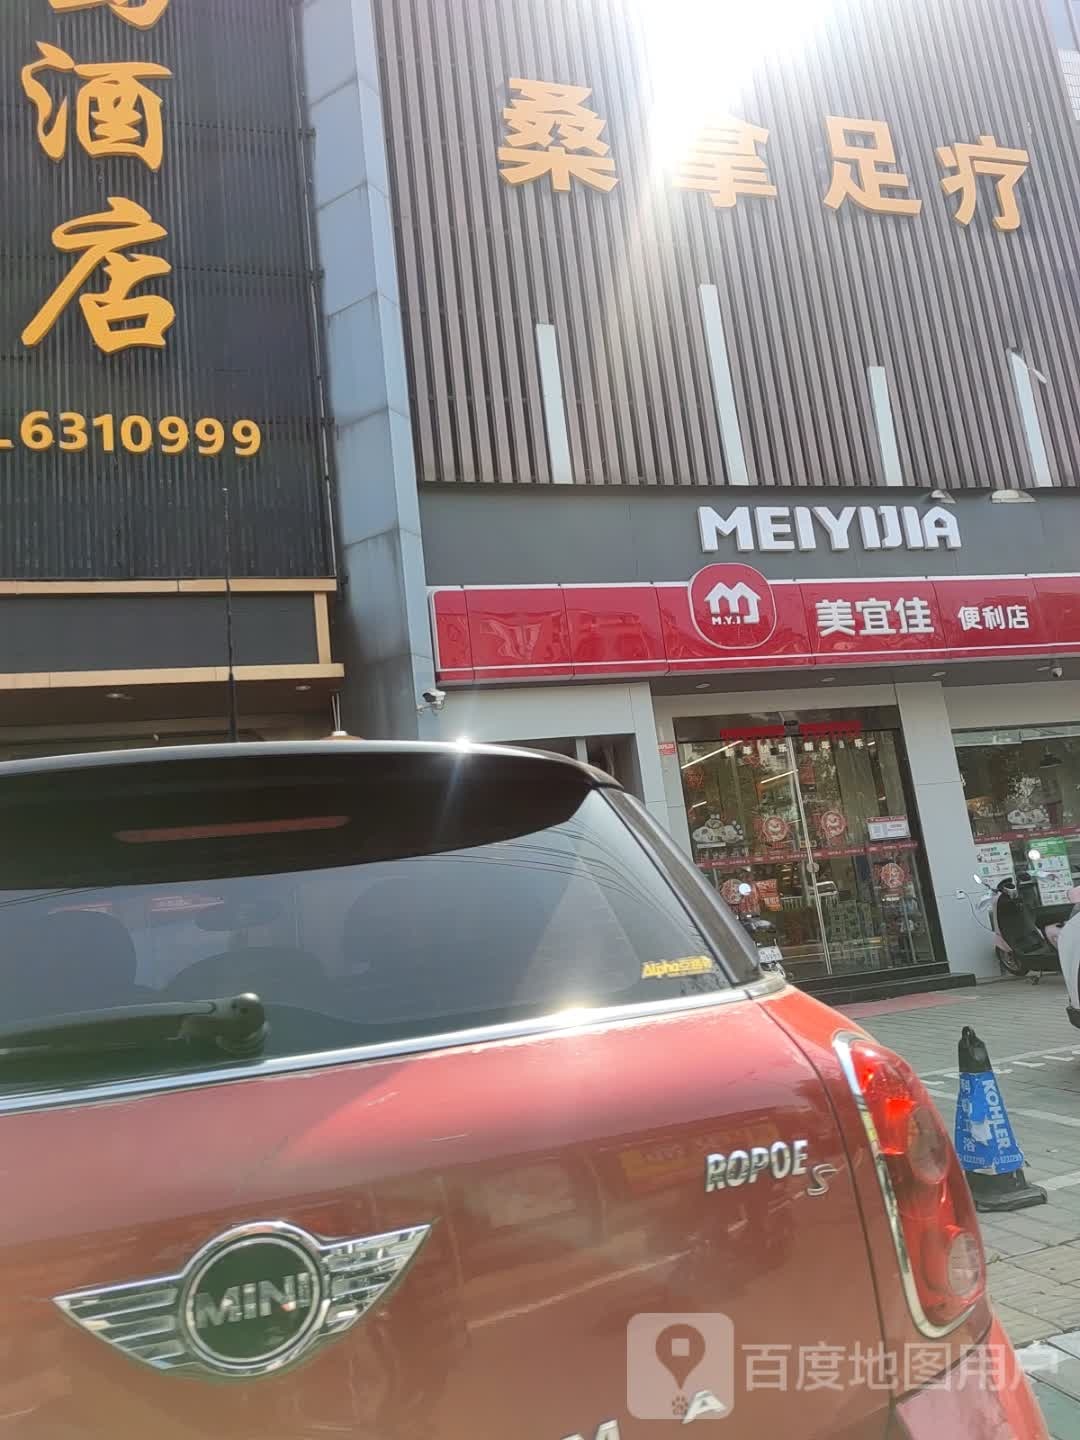 酒店
6310999
桑拿足疗
MEIYIJIA
M.Y.J
美宜佳 便利店
Alpha
KOHLER
ROPOE S
MINI
M A
百度地图用户